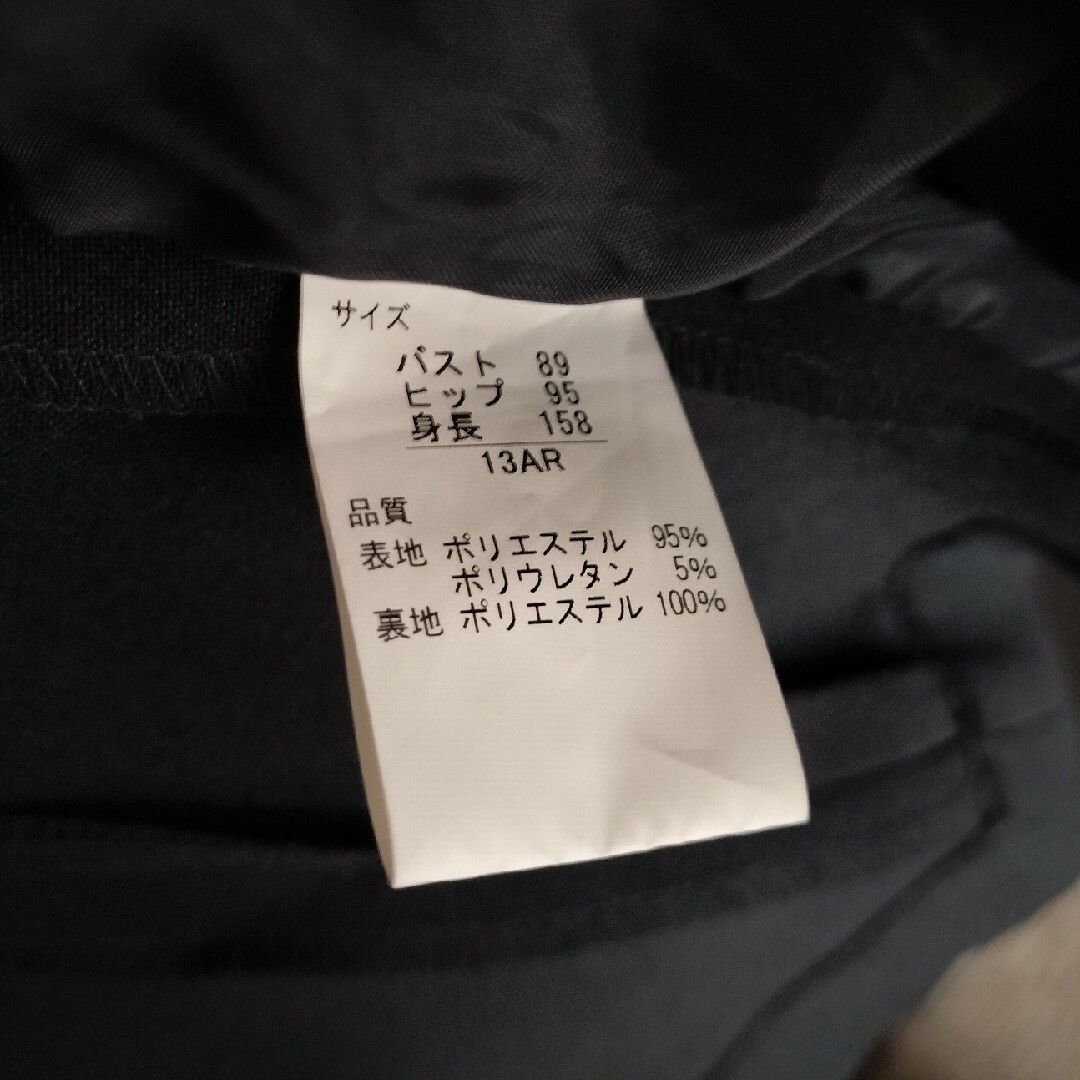 サイズ
バスト 89
ヒップ 95
身長 158
13AR
品質
表地 ポリエステル 95%
ポリウレタン 5%
裏地 ポリエステル 100%